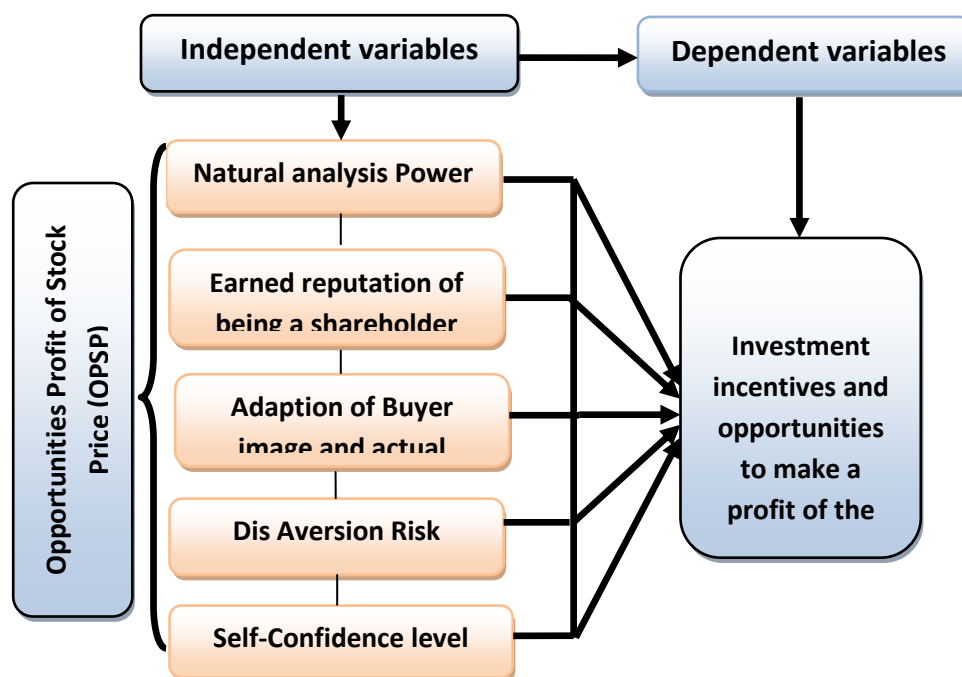 Independent variables
Dependent variables
Opportunities Profit of Stock
Price (OPSP)
Natural analysis Power
Earned reputation of
being a shareholder
Adaption of Buyer
image and actual
Dis Aversion Risk
Self-Confidence level
Investment
incentives and
opportunities
to make a
profit of the